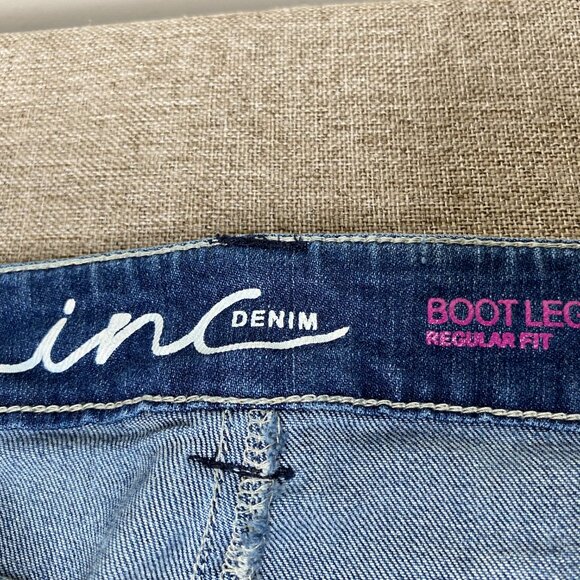 inc DENIM
BOOT LEG
REGULAR FIT